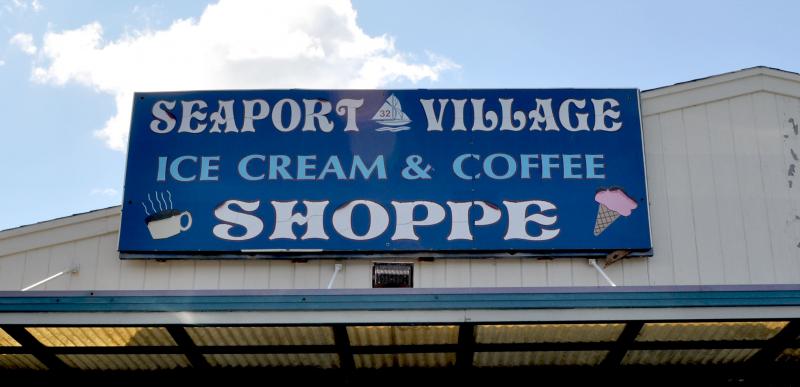 SEAPORT 32 VILLAGE
ICE CREAM & COFFEE
SHOPPE